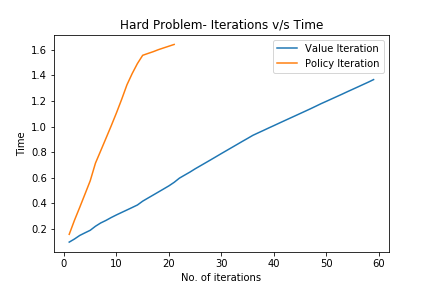 Hard Problem- Iterations v/s Time
Value Iteration
Policy Iteration
Time
1.6
1.4
1.2
1.0
0.8
0.6
0.4
0.2
0 10 20 30 40 50 60
No. of iterations